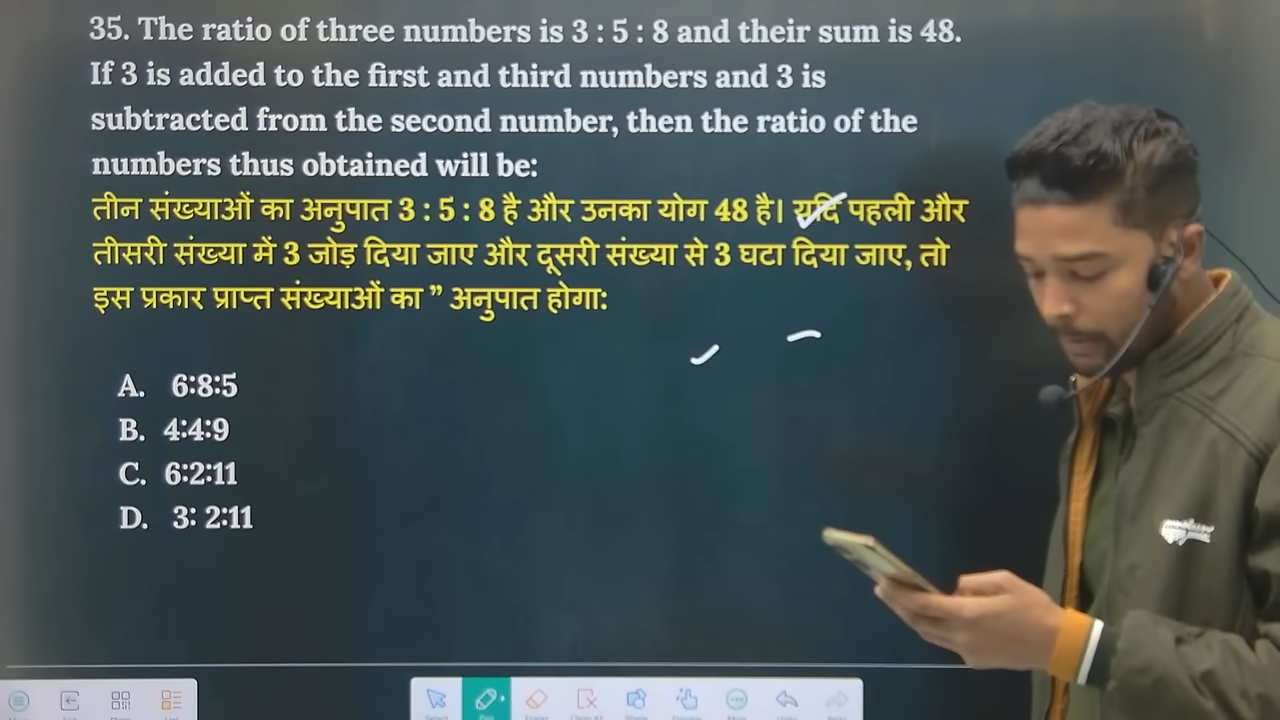 35. The ratio of three numbers is 3 : 5 : 8 and their sum is 48.
If 3 is added to the first and third numbers and 3 is
subtracted from the second number, then the ratio of the
numbers thus obtained will be:
तीन संख्याओं का अनुपात 3 : 5 : 8 है और उनका योग 48 है। यदि पहली और
तीसरी संख्या में 3 जोड़ दिया जाए और दूसरी संख्या से 3 घटा दिया जाए, तो
इस प्रकार प्राप्त संख्याओं का ” अनुपात होगा:
A. 6:8:5
B. 4:4:9
C. 6:2:11
D. 3: 2:11